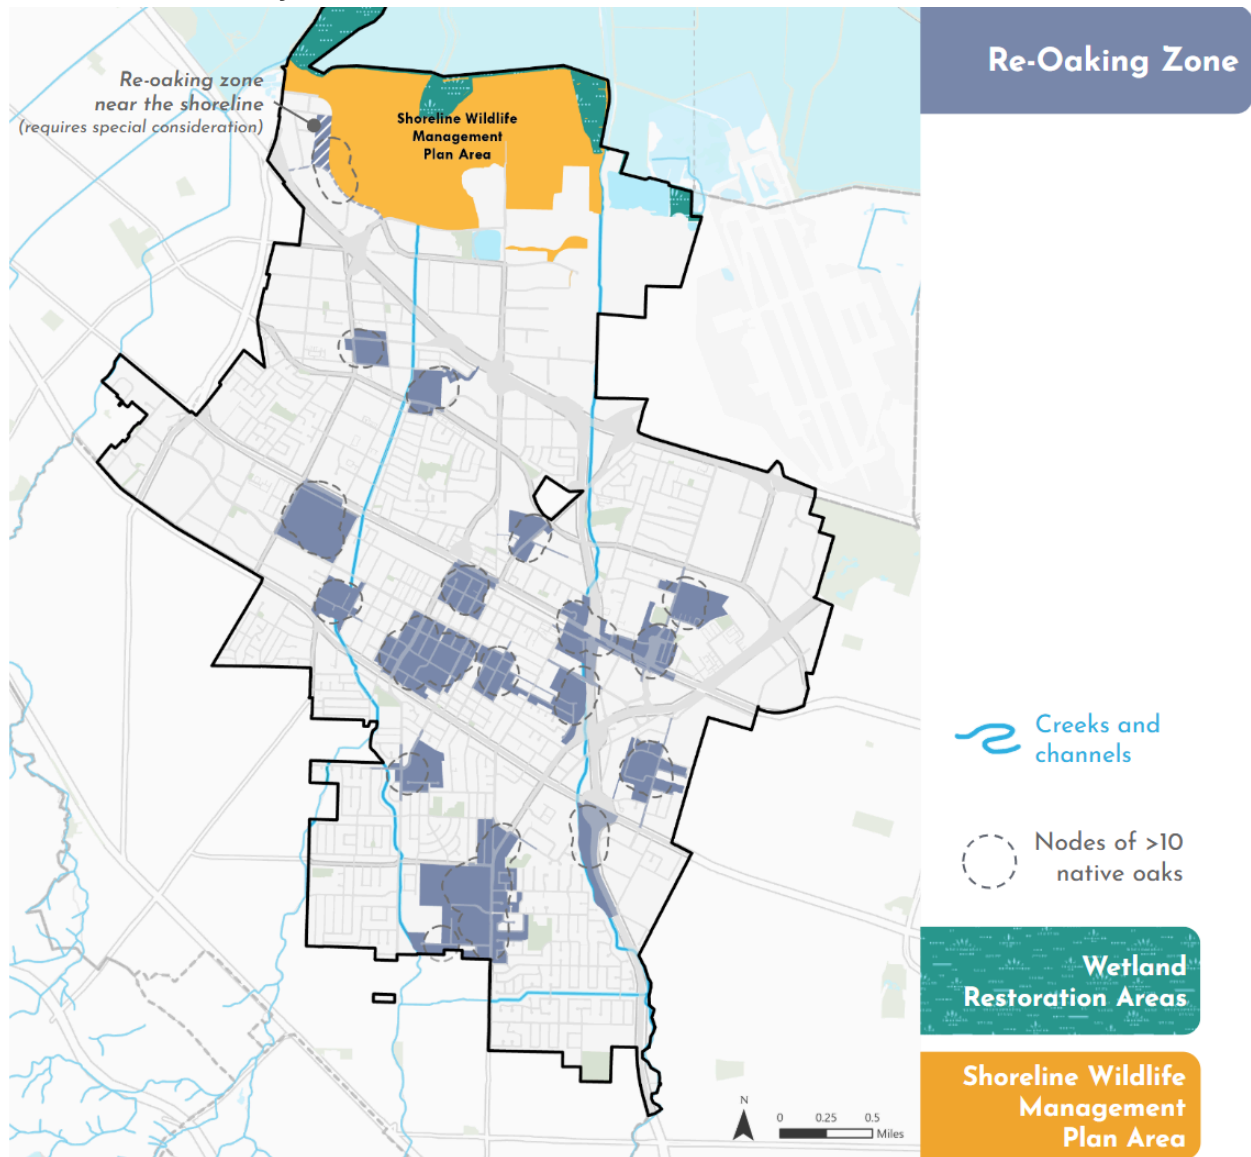 Re-Oaking Zone
Re-oaking zone
near the shoreline
(requires special consideration)
Shoreline Wildlife
Management
Plan Area
Creeks and
channels
Nodes of >10
native oaks
Wetland
Restoration Areas
Shoreline Wildlife
Management
Plan Area
N
0 0.25 0.5
Miles